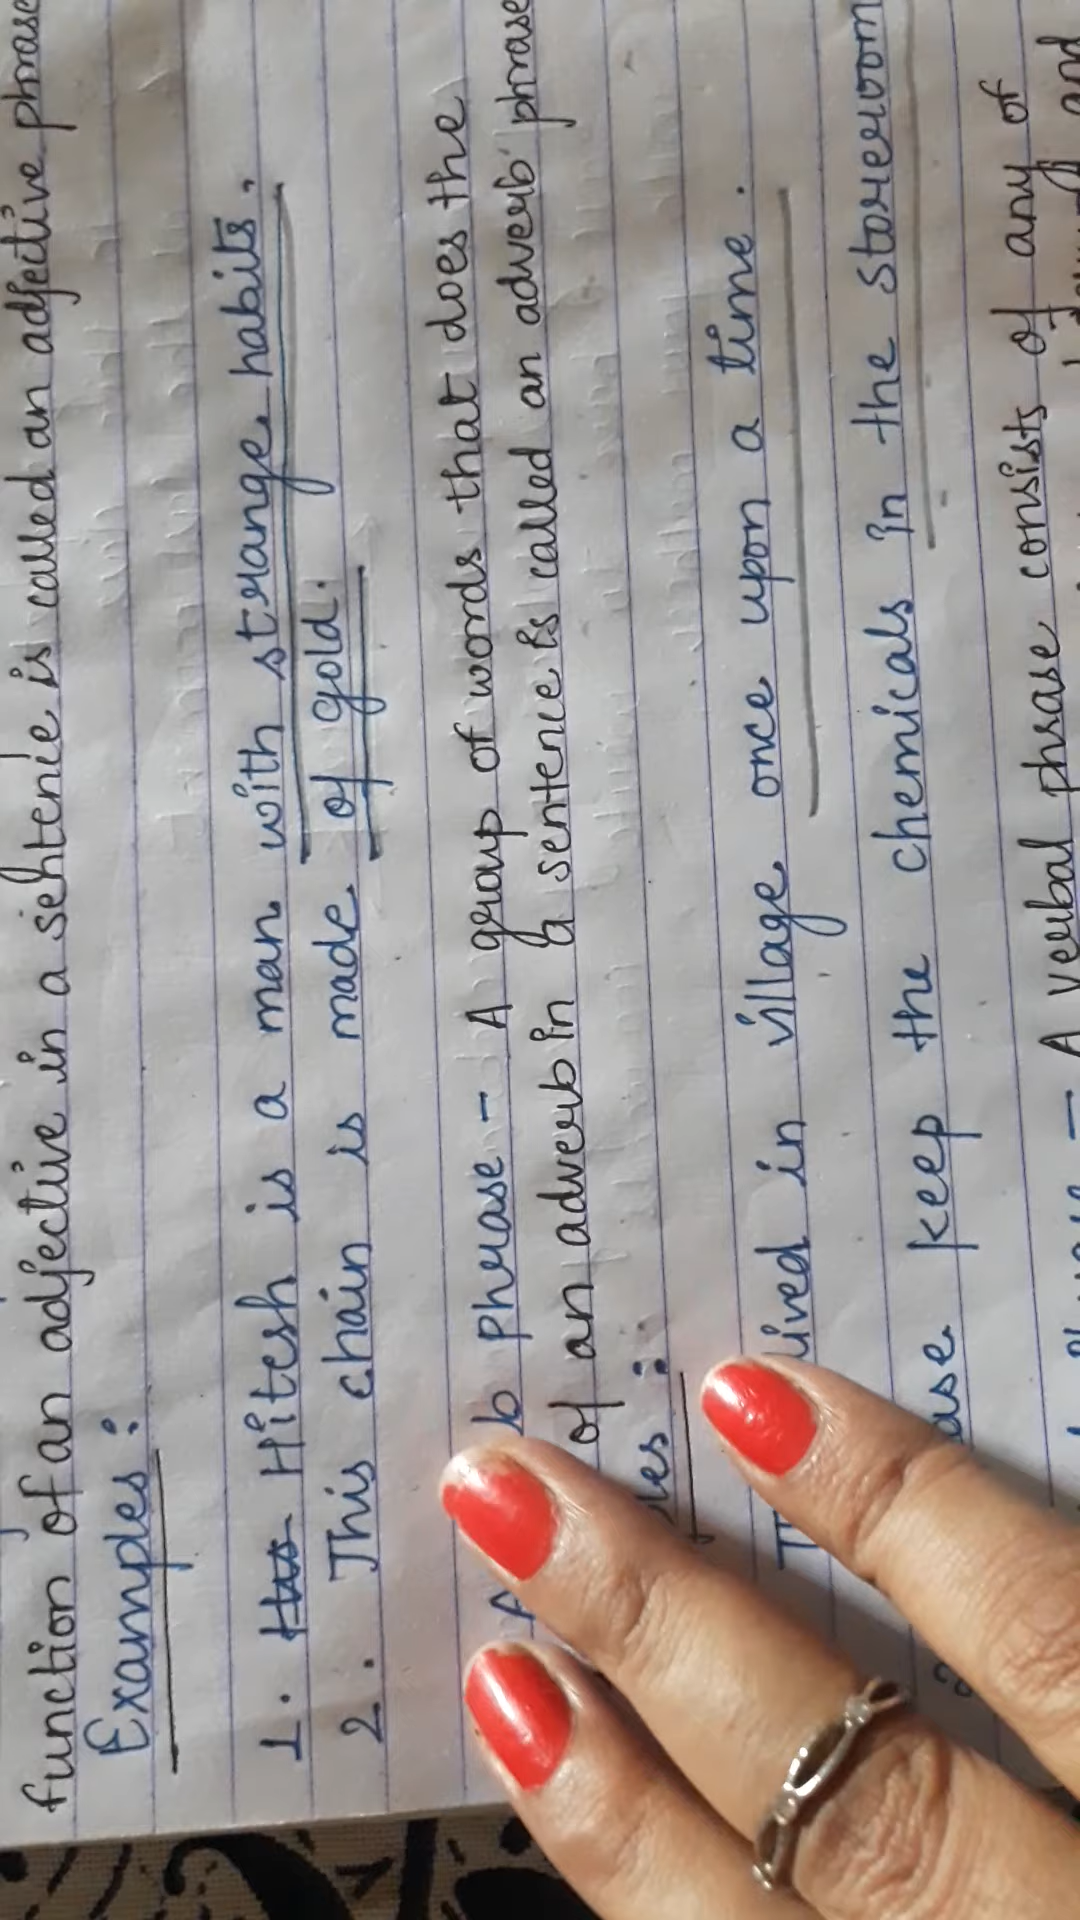 function of an adjective in a sentence is called an adjective phrase
Examples:
1. Hitesh is a man with strange habits.
2. This chain is made of gold.
phrase - A group of words that does the
of an adverb in a sentence is called an adverb phrase
lived in village once upon a time.
keep the chemicals in the storeroom
— A verbal phrase consists of any of
and